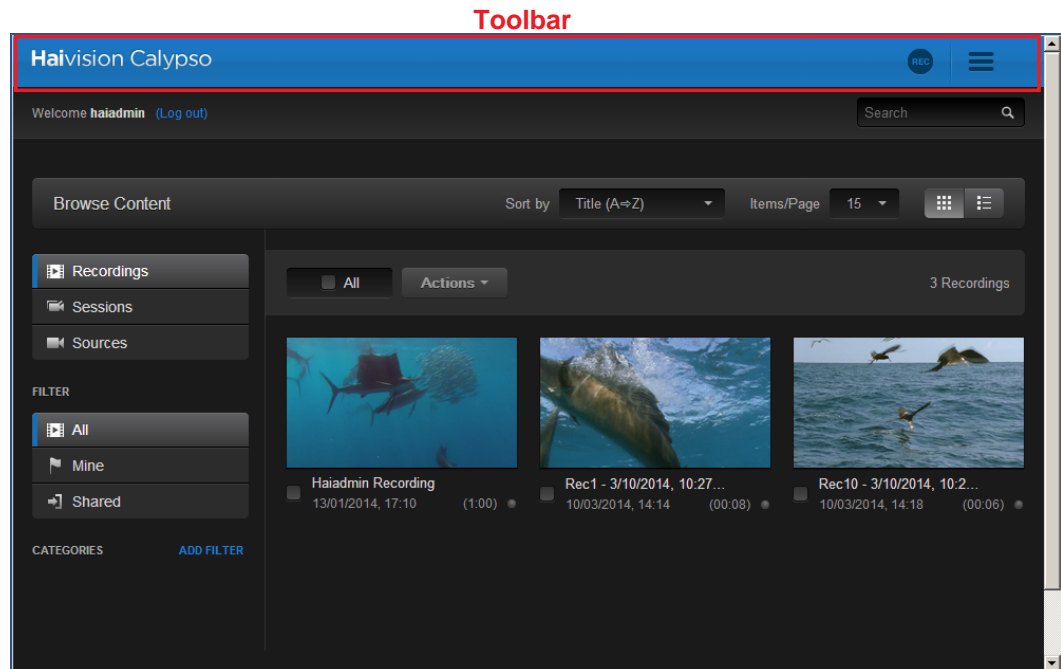 Toolbar
Haivision Calypso
REC
Welcome haiadmin (Log out)
Search
Browse Content
Sort by Title (A⇨Z) Items/Page 15
Recordings
Sessions
Sources
All Actions 3 Recordings
FILTER
All
Mine
Shared
CATEGORIES ADD FILTER
Haiadmin Recording
13/01/2014, 17:10 (1:00)
Rec1 - 3/10/2014, 10:27...
10/03/2014, 14:14 (00:08)
Rec10 - 3/10/2014, 10:2...
10/03/2014, 14:18 (00:06)